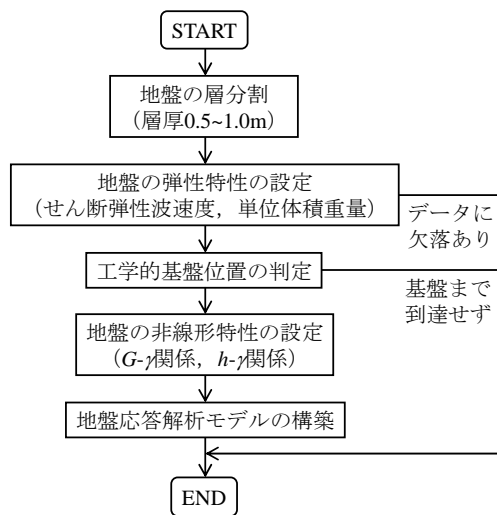 START
地盤の層分割
（層厚0.5~1.0m）
地盤の弾性特性の設定
（せん断弾性波速度，単位体積重量）
データに
欠落あり
工学的基盤位置の判定
基盤まで
到達せず
地盤の非線形特性の設定
（G-γ関係，h-γ関係）
地盤応答解析モデルの構築
END